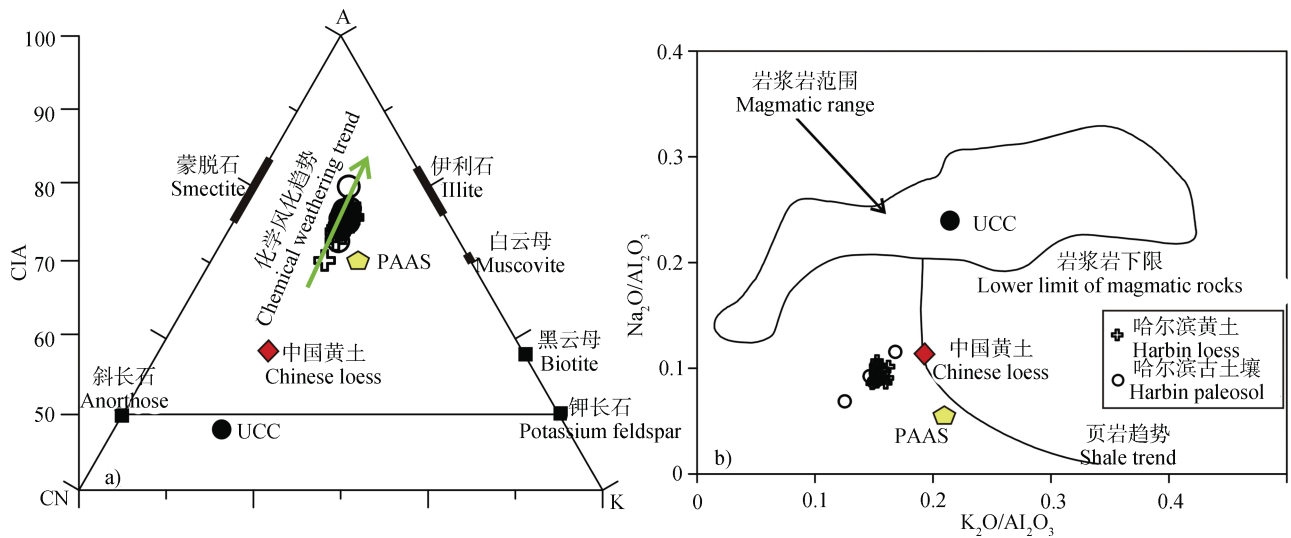 A
100
90
80
70
60
50
CIA
蒙脱石
Smectite
伊利石
Illite
化学风化趋势
Chemical weathering trend
白云母
Muscovite
PAAS
中国黄土
Chinese loess
黑云母
Biotite
斜长石
Anorthose
钾长石
Potassium feldspar
UCC
a)
CN
K
0.4
0.3
0.2
0.1
0
Na₂O/AI₂O₃
岩浆岩范围
Magmatic range
UCC
岩浆岩下限
Lower limit of magmatic rocks
哈尔滨黄土
Harbin loess
哈尔滨古土壤
Harbin paleosol
中国黄土
Chinese loess
PAAS
页岩趋势
Shale trend
b)
0
0.1
0.2
0.3
0.4
K₂O/AI₂O₃